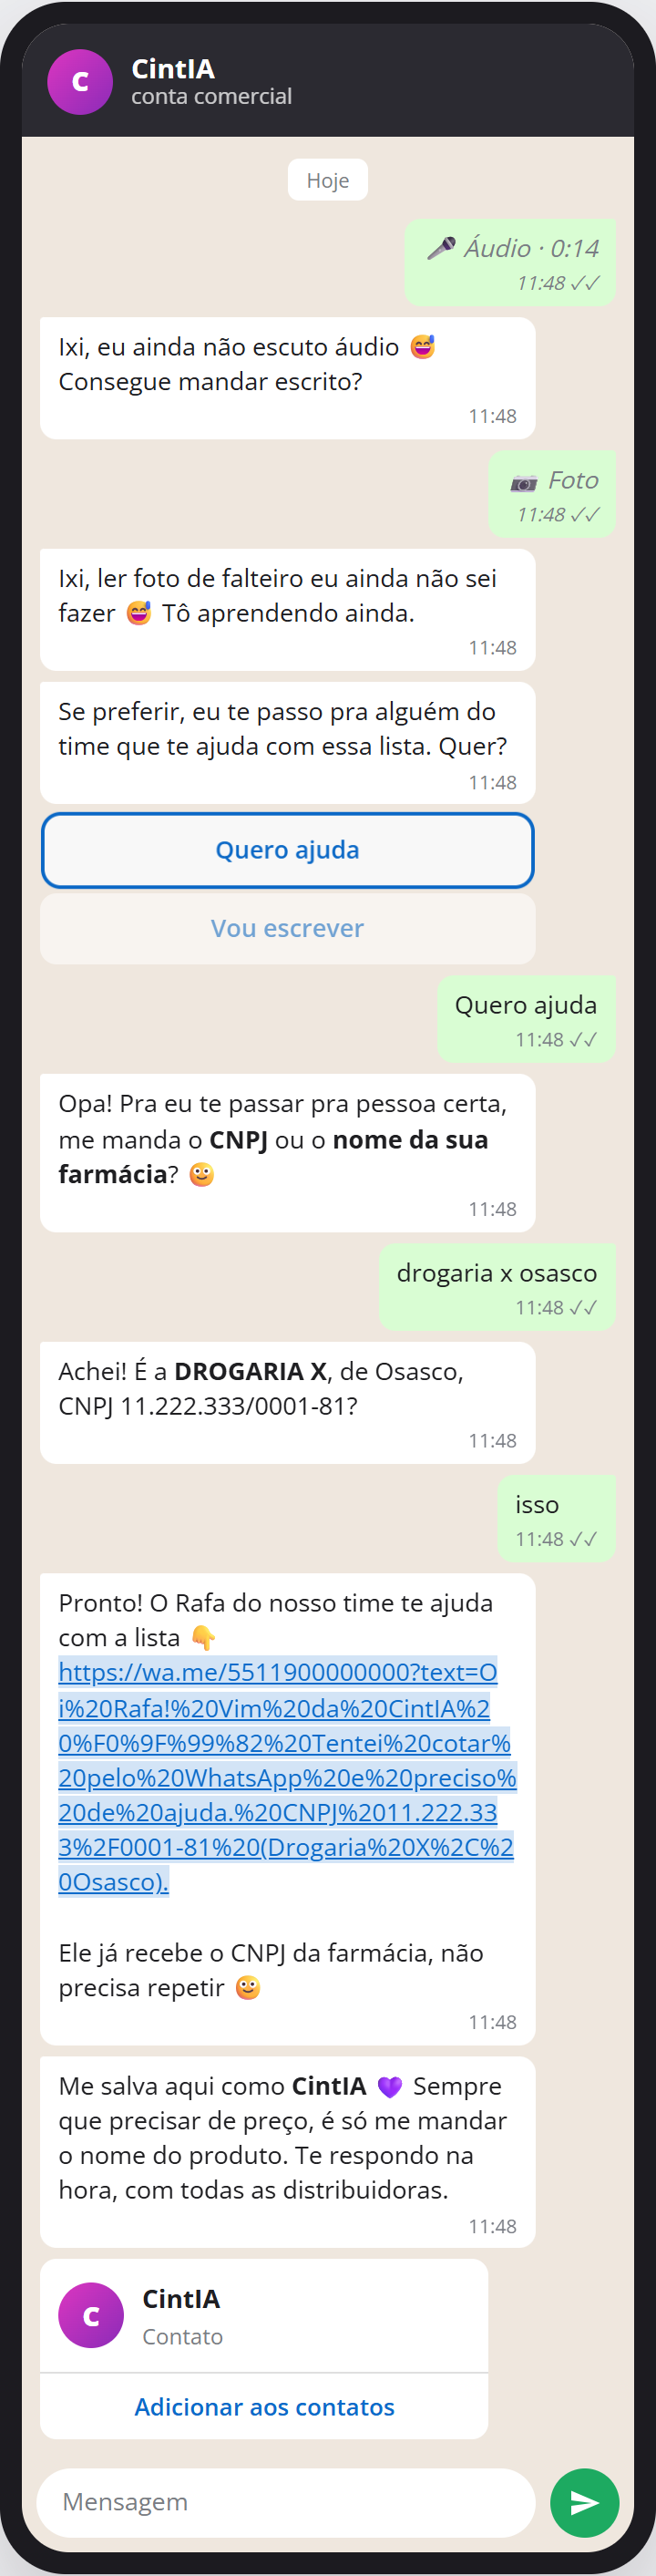 C
CintIA
conta comercial
Hoje
🎤 Áudio · 0:14
11:48 ✓✓
Ixi, eu ainda não escuto áudio 😅
Consegue mandar escrito?
11:48
📷 Foto
11:48 ✓✓
Ixi, ler foto de falteiro eu ainda não sei
fazer 😅 Tô aprendendo ainda.
11:48
Se preferir, eu te passo pra alguém do
time que te ajuda com essa lista. Quer?
11:48
Quero ajuda
Vou escrever
Quero ajuda
11:48 ✓✓
Opa! Pra eu te passar pra pessoa certa,
me manda o CNPJ ou o nome da sua
farmácia? 🙂
11:48
drogaria x osasco
11:48 ✓✓
Achei! É a DROGARIA X, de Osasco,
CNPJ 11.222.333/0001-81?
11:48
isso
11:48 ✓✓
Pronto! O Rafa do nosso time te ajuda
com a lista 👇
https://wa.me/5511900000000?text=O
i%20Rafa!%20Vim%20da%20CintIA%2
0%F0%9F%99%82%20Tentei%20cotar%
20pelo%20WhatsApp%20e%20preciso%
20de%20ajuda.%20CNPJ%2011.222.33
3%2F0001-81%20(Drogaria%20X%2C%2
0Osasco).
Ele já recebe o CNPJ da farmácia, não
precisa repetir 🙂
11:48
Me salva aqui como CintIA 💜 Sempre
que precisar de preço, é só me mandar
o nome do produto. Te respondo na
hora, com todas as distribuidoras.
11:48
C
CintIA
Contato
Adicionar aos contatos
Mensagem